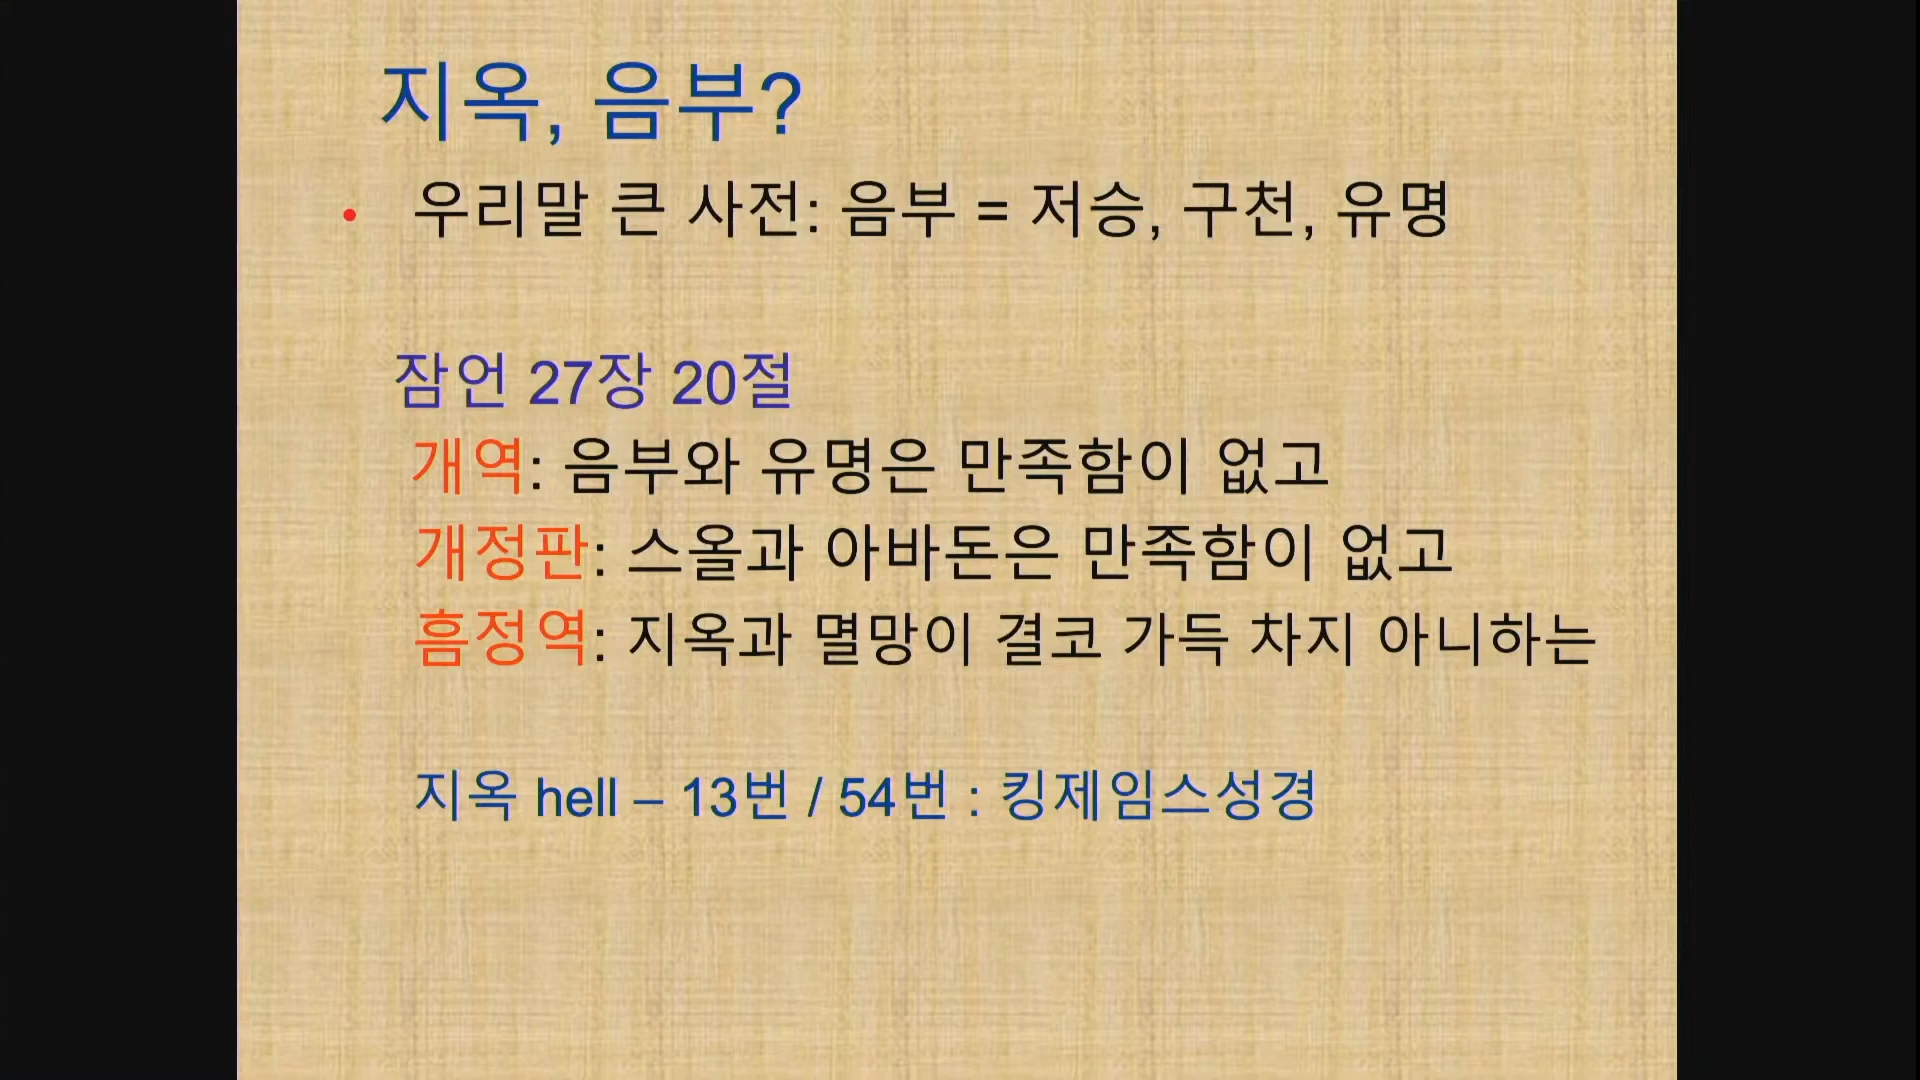 지옥, 음부?
• 우리말 큰 사전: 음부 = 저승, 구천, 유명
잠언 27장 20절
개역: 음부와 유명은 만족함이 없고
개정판: 스올과 아바돈은 만족함이 없고
흠정역: 지옥과 멸망이 결코 가득 차지 아니하는
지옥 hell – 13번 / 54번 : 킹제임스성경